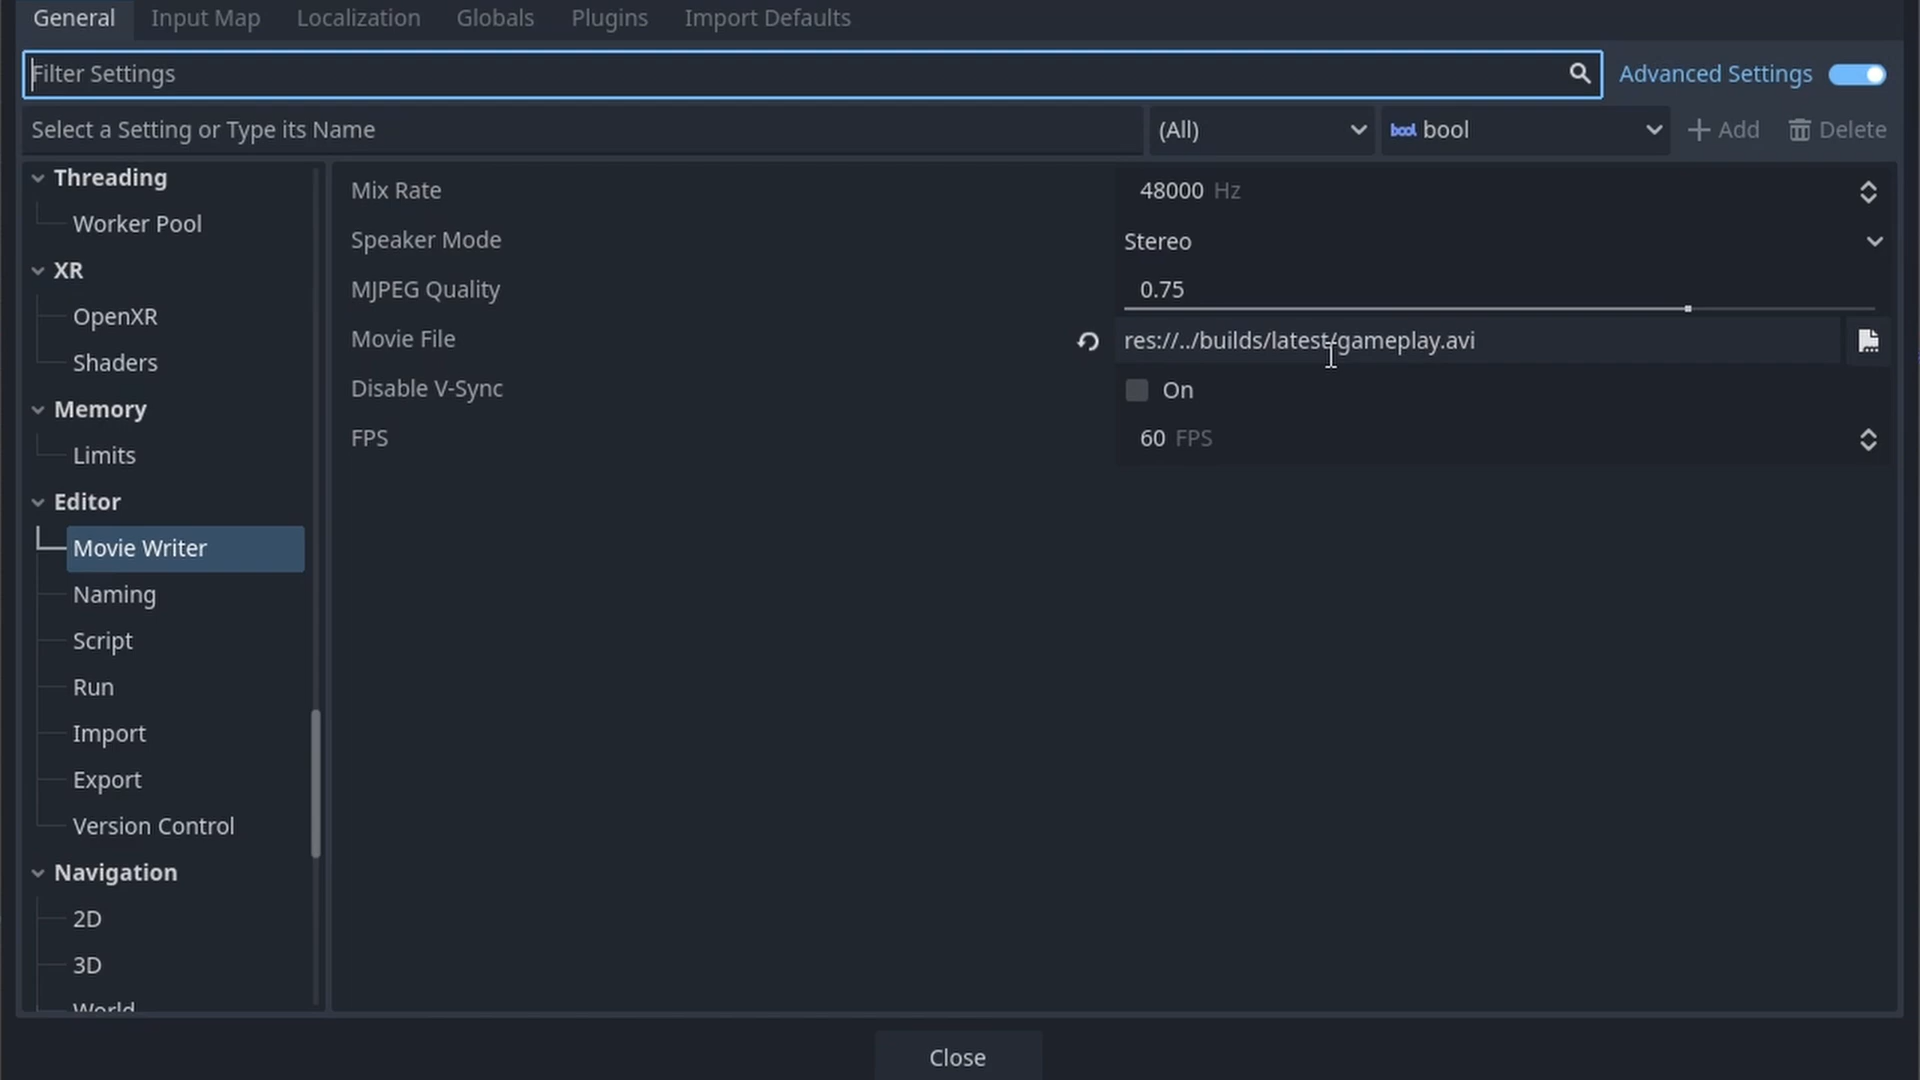 General Input Map Localization Globals Plugins Import Defaults
Filter Settings Advanced Settings
Select a Setting or Type its Name (All) bool bool Add Delete
Threading
Worker Pool
XR
OpenXR
Shaders
Memory
Limits
Editor
Movie Writer
Naming
Script
Run
Import
Export
Version Control
Navigation
2D
3D
World
Mix Rate 48000 Hz
Speaker Mode Stereo
MJPEG Quality 0.75
Movie File res://../builds/latest/gameplay.avi
Disable V-Sync On
FPS 60 FPS
Close